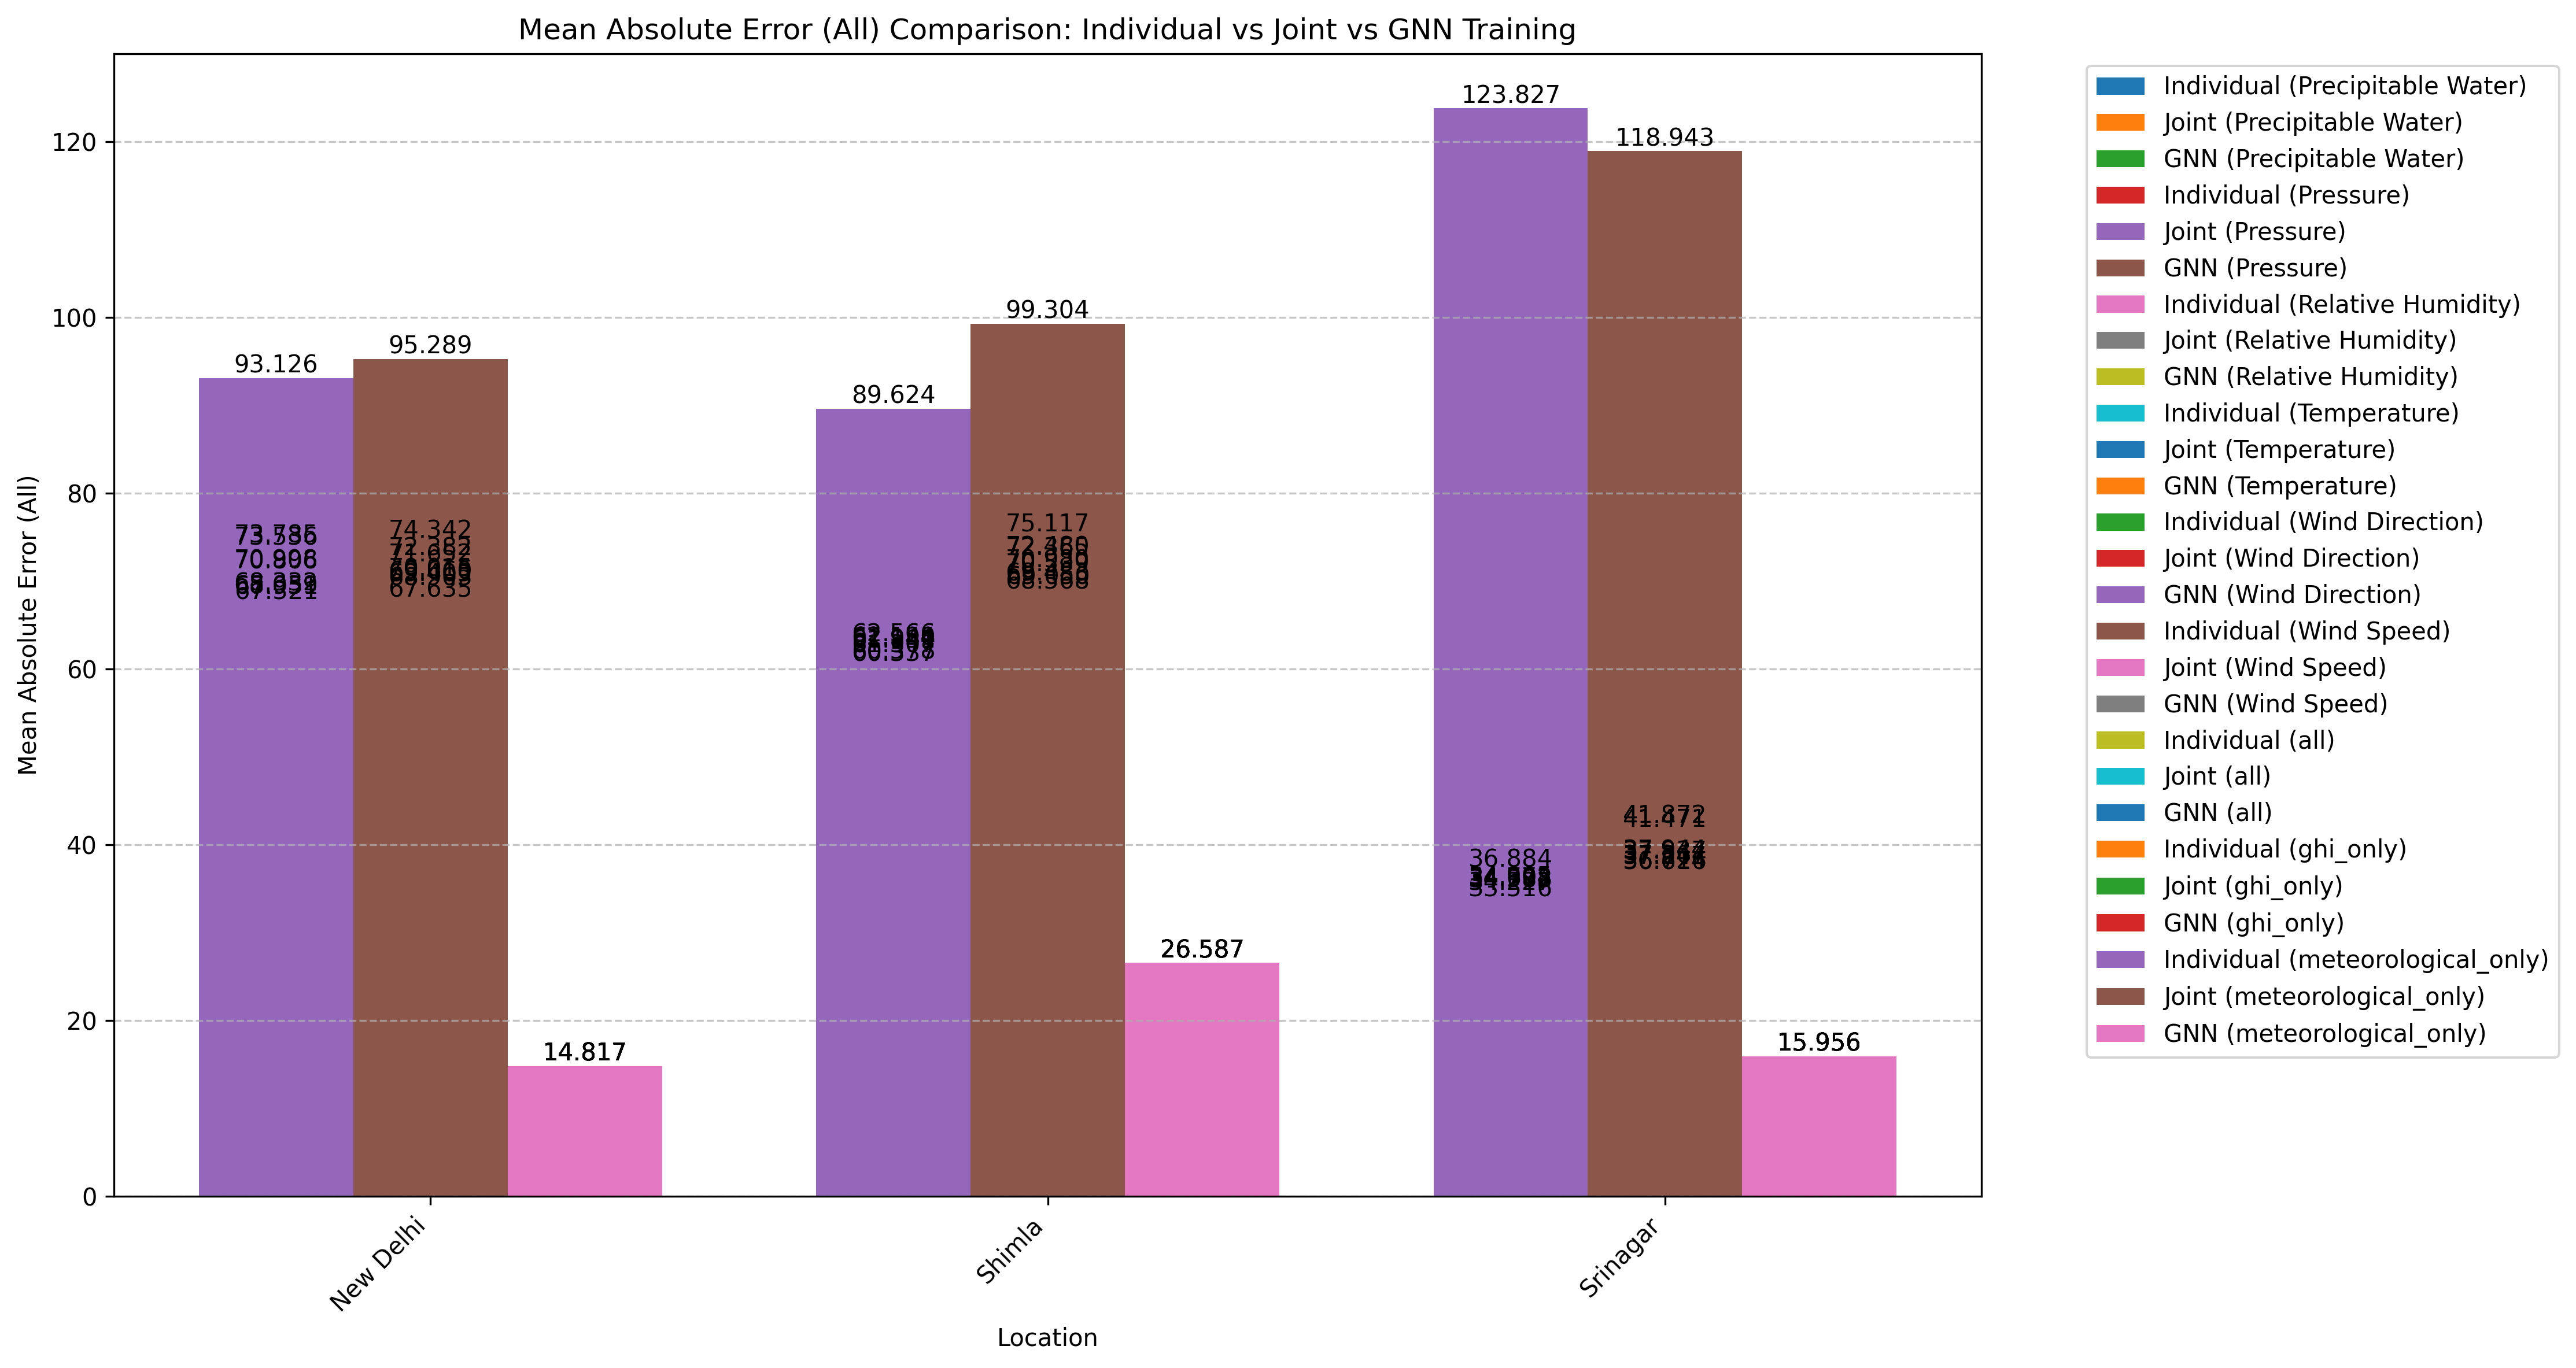 Mean Absolute Error (All) Comparison: Individual vs Joint vs GNN Training
Mean Absolute Error (All)
120
100
80
60
40
20
0
93.126
95.289
74.342
67.635
14.817
89.624
99.304
75.117
26.587
123.827
118.943
36.884
15.956
New Delhi
Shimla
Srinagar
Location
Individual (Precipitable Water)
Joint (Precipitable Water)
GNN (Precipitable Water)
Individual (Pressure)
Joint (Pressure)
GNN (Pressure)
Individual (Relative Humidity)
Joint (Relative Humidity)
GNN (Relative Humidity)
Individual (Temperature)
Joint (Temperature)
GNN (Temperature)
Individual (Wind Direction)
Joint (Wind Direction)
GNN (Wind Direction)
Individual (Wind Speed)
Joint (Wind Speed)
GNN (Wind Speed)
Individual (all)
Joint (all)
GNN (all)
Individual (ghi_only)
Joint (ghi_only)
GNN (ghi_only)
Individual (meteorological_only)
Joint (meteorological_only)
GNN (meteorological_only)